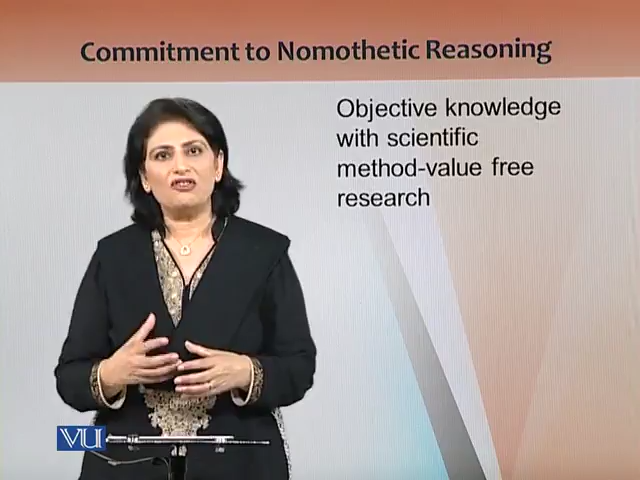 Commitment to Nomothetic Reasoning
Objective knowledge
with scientific
method-value free
research
VU